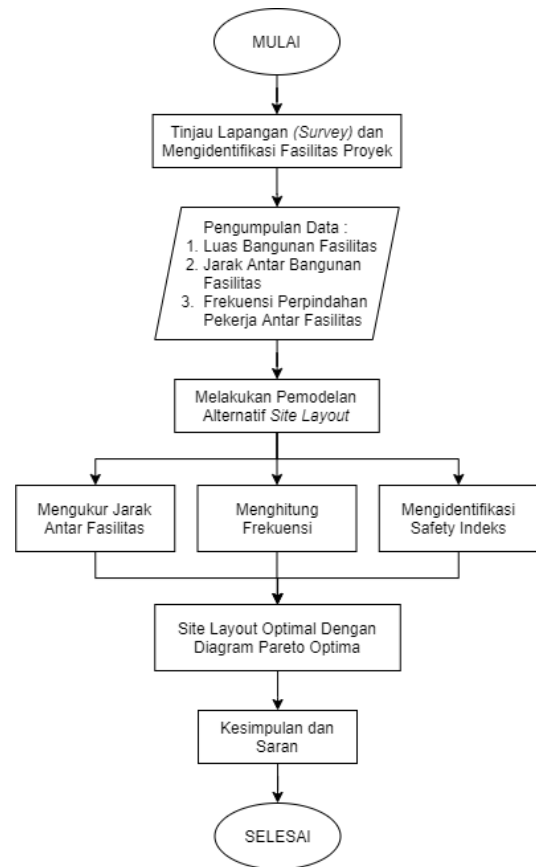 MULAI
Tinjau Lapangan (Survey) dan
Mengidentifikasi Fasilitas Proyek
Pengumpulan Data :
1. Luas Bangunan Fasilitas
2. Jarak Antar Bangunan
Fasilitas
3. Frekuensi Perpindahan
Pekerja Antar Fasilitas
Melakukan Pemodelan
Alternatif Site Layout
Mengukur Jarak
Antar Fasilitas
Menghitung
Frekuensi
Mengidentifikasi
Safety Indeks
Site Layout Optimal Dengan
Diagram Pareto Optima
Kesimpulan dan
Saran
SELESAI